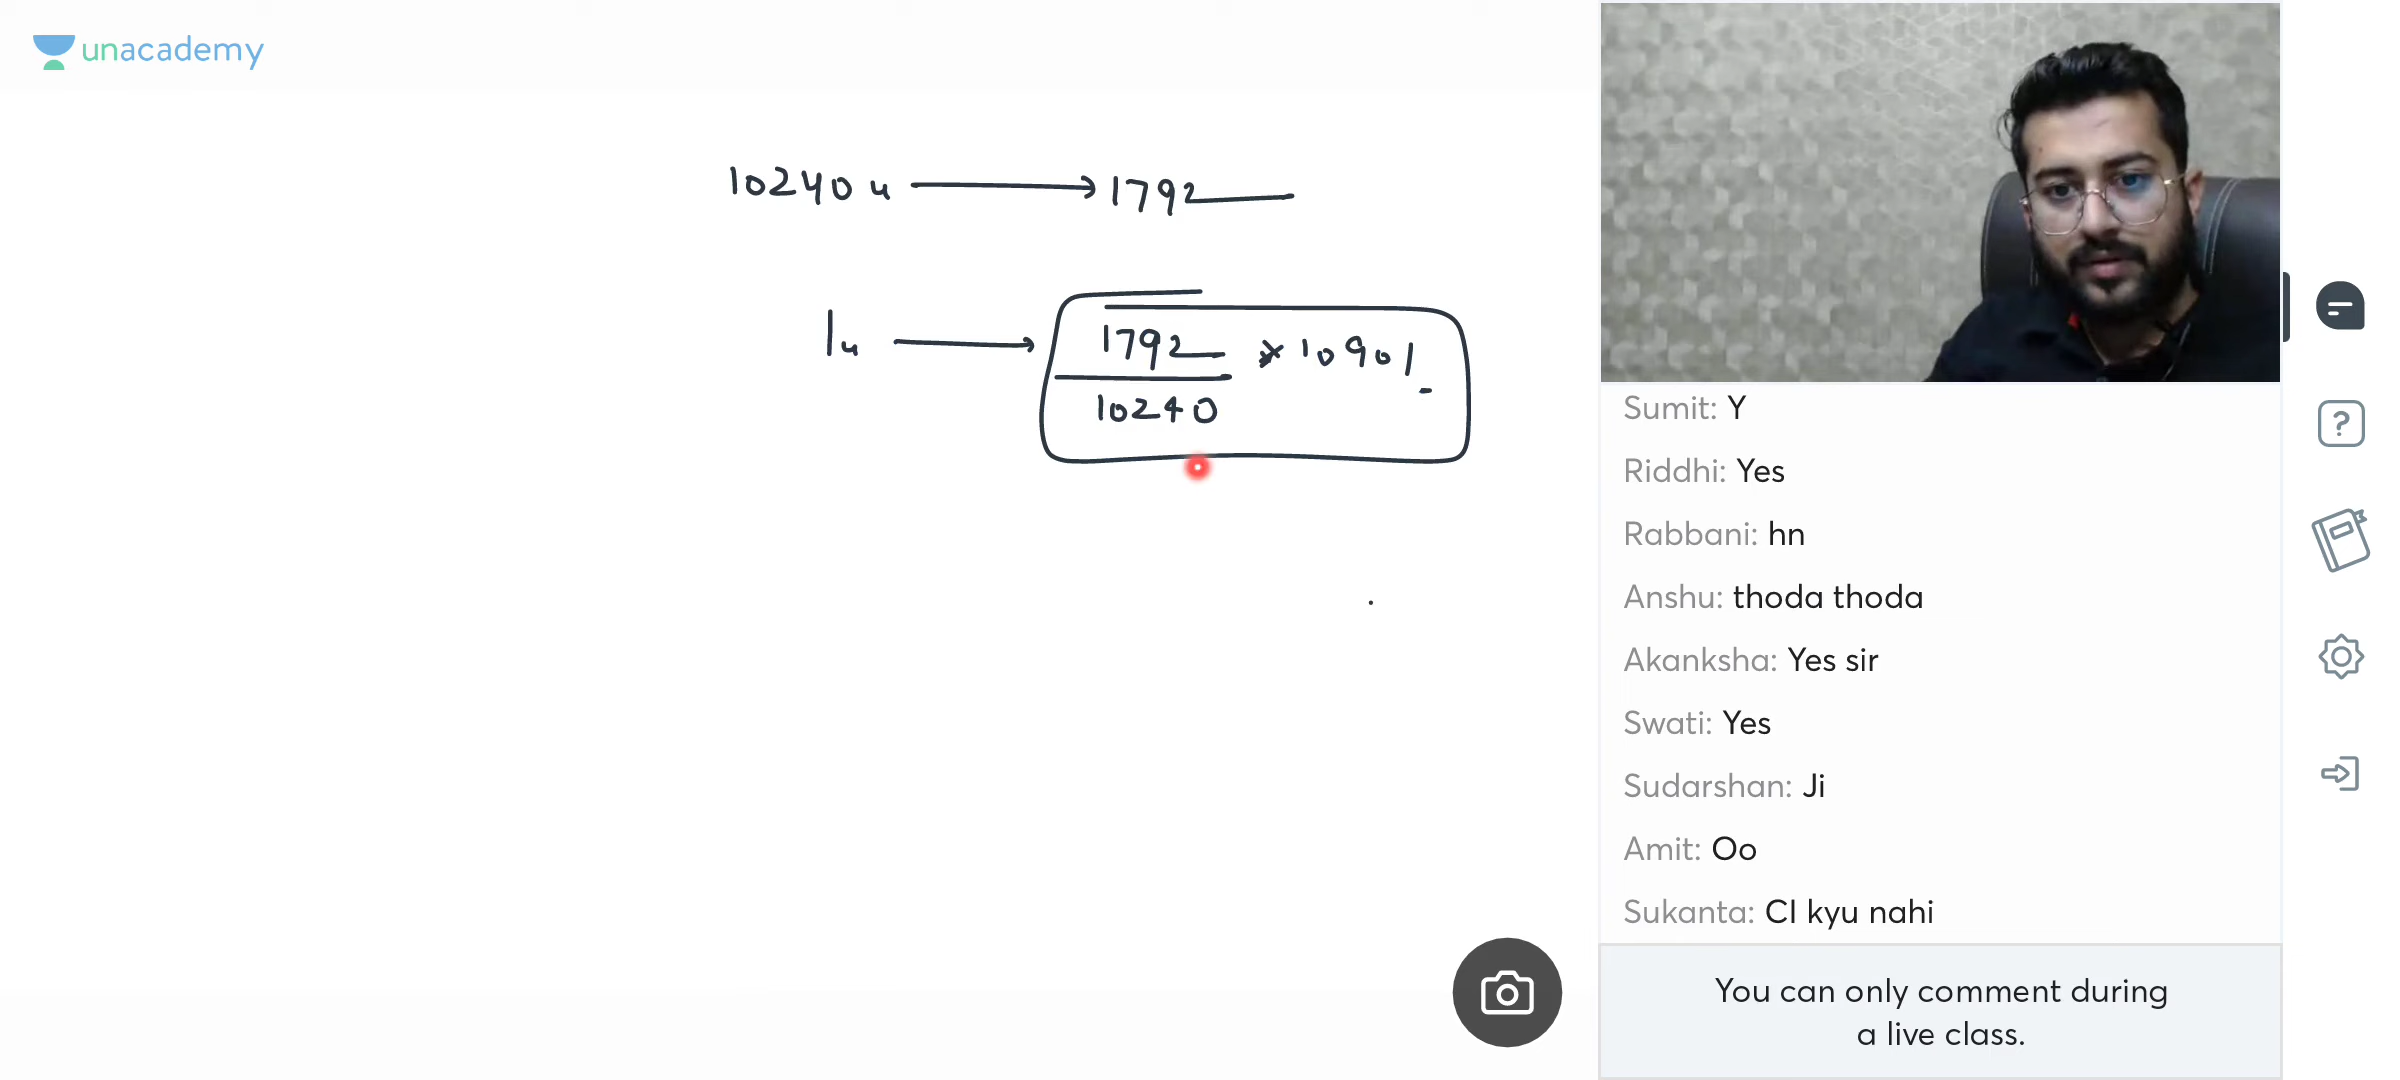 unacademy
10240 u → 1792
1u → 1792 * 10901
10240
Sumit: Y
Riddhi: Yes
Rabbani: hn
Anshu: thoda thoda
Akanksha: Yes sir
Swati: Yes
Sudarshan: Ji
Amit: Oo
Sukanta: CI kyu nahi
You can only comment during
a live class.